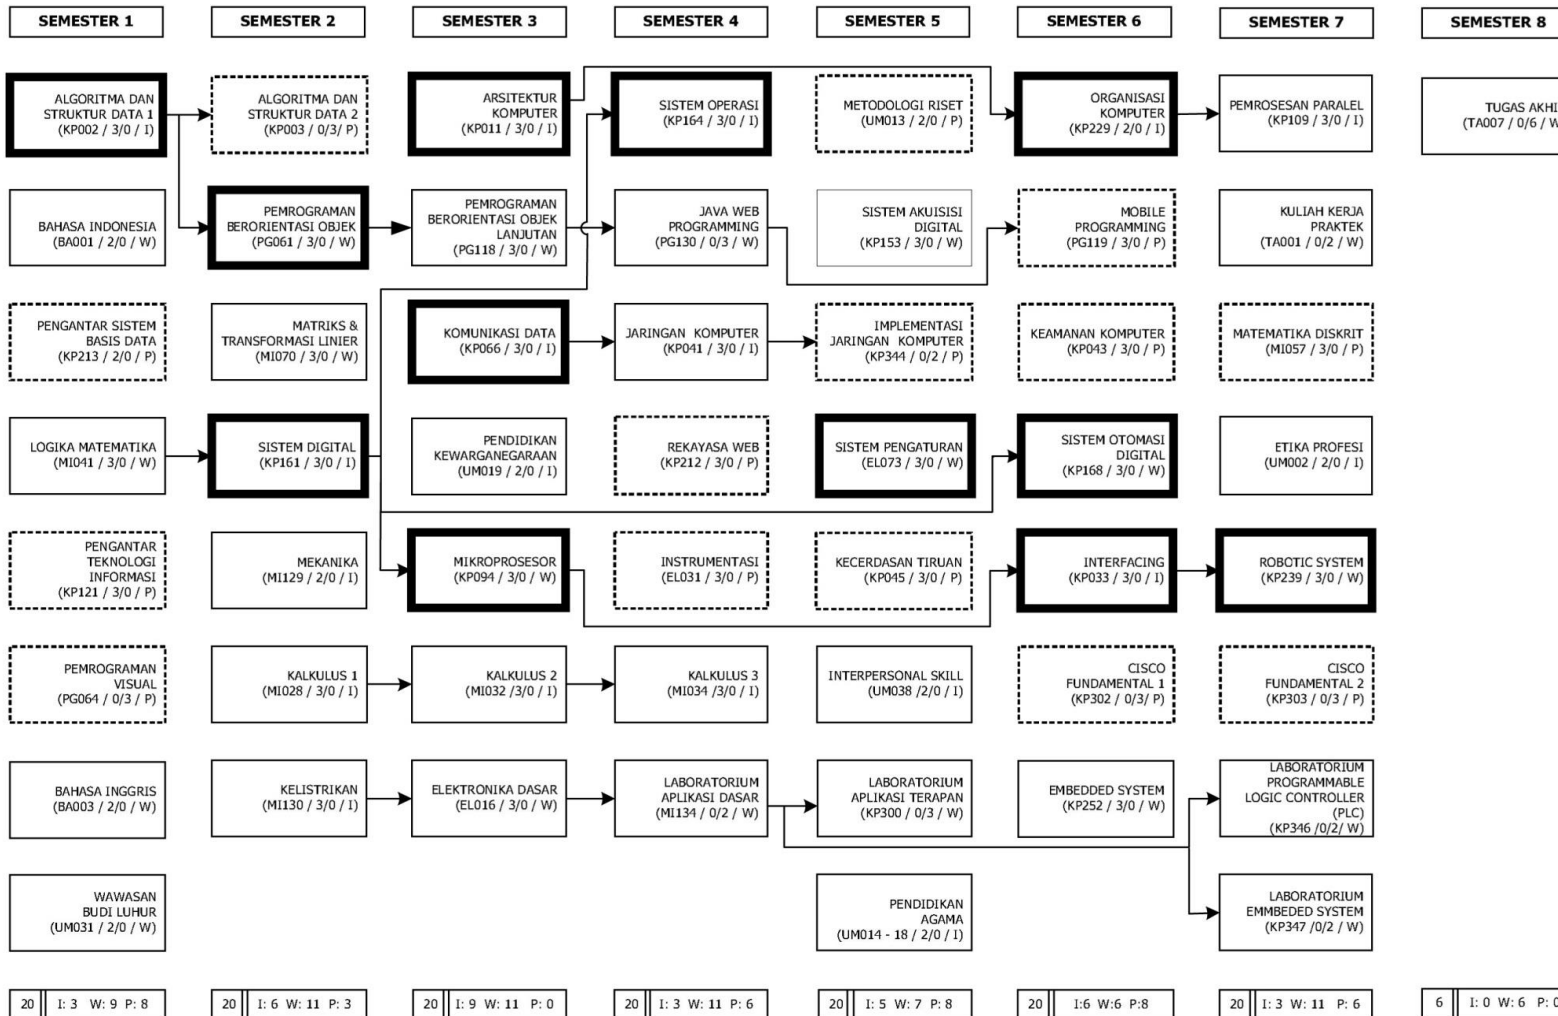 SEMESTER 1
SEMESTER 2
SEMESTER 3
SEMESTER 4
SEMESTER 5
SEMESTER 6
SEMESTER 7
SEMESTER 8
ALGORITMA DAN
STRUKTUR DATA 1
(KP002 / 3/0 / I)
ALGORITMA DAN
STRUKTUR DATA 2
(KP003 / 0/3/ P)
ARSITEKTUR
KOMPUTER
(KP011 / 3/0 / I)
SISTEM OPERASI
(KP164 / 3/0 / I)
METODOLOGI RISET
(UM013 / 2/0 / P)
ORGANISASI
KOMPUTER
(KP229 / 2/0 / I)
PEMROSESAN PARALEL
(KP109 / 3/0 / I)
TUGAS AKHI
(TA007 / 0/6 / W
BAHASA INDONESIA
(BA001 / 2/0 / W)
PEMROGRAMAN
BERORIENTASI OBJEK
(PG061 / 3/0 / W)
PEMROGRAMAN
BERORIENTASI OBJEK
LANJUTAN
(PG118 / 3/0 / W)
JAVA WEB
PROGRAMMING
(PG130 / 0/3 / W)
SISTEM AKUISISI
DIGITAL
(KP153 / 3/0 / W)
MOBILE
PROGRAMMING
(PG119 / 3/0 / P)
KULIAH KERJA
PRAKTEK
(TA001 / 0/2 / W)
PENGANTAR SISTEM
BASIS DATA
(KP213 / 2/0 / P)
MATRIKS &
TRANSFORMASI LINIER
(MI070 / 3/0 / W)
KOMUNIKASI DATA
(KP066 / 3/0 / I)
JARINGAN KOMPUTER
(KP041 / 3/0 / I)
IMPLEMENTASI
JARINGAN KOMPUTER
(KP344 / 0/2 / P)
KEAMANAN KOMPUTER
(KP043 / 3/0 / P)
MATEMATIKA DISKRIT
(MI057 / 3/0 / P)
LOGIKA MATEMATIKA
(MI041 / 3/0 / W)
SISTEM DIGITAL
(KP161 / 3/0 / I)
PENDIDIKAN
KEWARGANEGARAAN
(UM019 / 2/0 / I)
REKAYASA WEB
(KP212 / 3/0 / P)
SISTEM PENGATURAN
(EL073 / 3/0 / W)
SISTEM OTOMASI
DIGITAL
(KP168 / 3/0 / W)
ETIKA PROFESI
(UM002 / 2/0 / I)
PENGANTAR
TEKNOLOGI
INFORMASI
(KP121 / 3/0 / P)
MEKANIKA
(MI129 / 2/0 / I)
MIKROPROSESOR
(KP094 / 3/0 / W)
INSTRUMENTASI
(EL031 / 3/0 / P)
KECERDASAN TIRUAN
(KP045 / 3/0 / P)
INTERFACING
(KP033 / 3/0 / I)
ROBOTIC SYSTEM
(KP239 / 3/0 / W)
PEMROGRAMAN
VISUAL
(PG064 / 0/3 / P)
KALKULUS 1
(MI028 / 3/0 / I)
KALKULUS 2
(MI032 /3/0 / I)
KALKULUS 3
(MI034 /3/0 / I)
INTERPERSONAL SKILL
(UM038 /2/0 / I)
CISCO
FUNDAMENTAL 1
(KP302 / 0/3/ P)
CISCO
FUNDAMENTAL 2
(KP303 / 0/3 / P)
BAHASA INGGRIS
(BA003 / 2/0 / W)
KELISTRIKAN
(MI130 / 3/0 / I)
ELEKTRONIKA DASAR
(EL016 / 3/0 / W)
LABORATORIUM
APLIKASI DASAR
(MI134 / 0/2 / W)
LABORATORIUM
APLIKASI TERAPAN
(KP300 / 0/3 / W)
EMBEDDED SYSTEM
(KP252 / 3/0 / W)
LABORATORIUM
PROGRAMMABLE
LOGIC CONTROLLER
(PLC)
(KP346 /0/2/ W)
WAWASAN
BUDI LUHUR
(UM031 / 2/0 / W)
PENDIDIKAN
AGAMA
(UM014 - 18 / 2/0 / I)
LABORATORIUM
EMMBEDED SYSTEM
(KP347 /0/2 / W)
20 I: 3 W: 9 P: 8
20 I: 6 W: 11 P: 3
20 I: 9 W: 11 P: 0
20 I: 3 W: 11 P: 6
20 I: 5 W: 7 P: 8
20 I:6 W:6 P:8
20 I: 3 W: 11 P: 6
6 I: 0 W: 6 P: 0